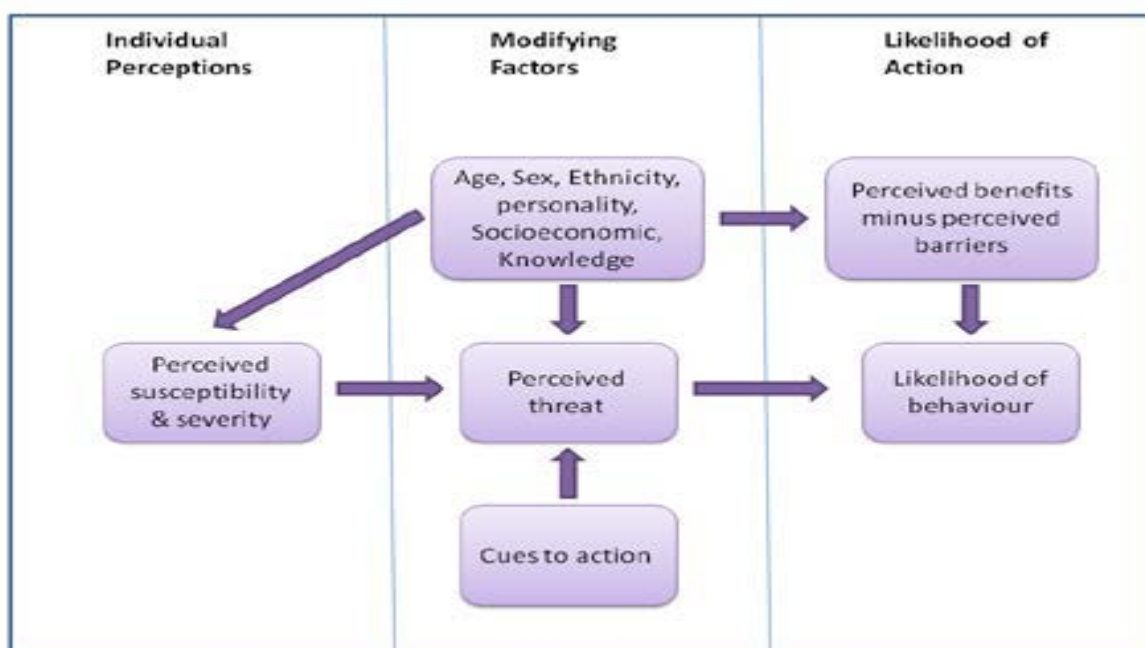 Individual
Perceptions
Modifying
Factors
Likelihood of
Action
Age, Sex, Ethnicity,
personality,
Socioeconomic,
Knowledge
Perceived benefits
minus perceived
barriers
Perceived
susceptibility
& severity
Perceived
threat
Likelihood of
behaviour
Cues to action